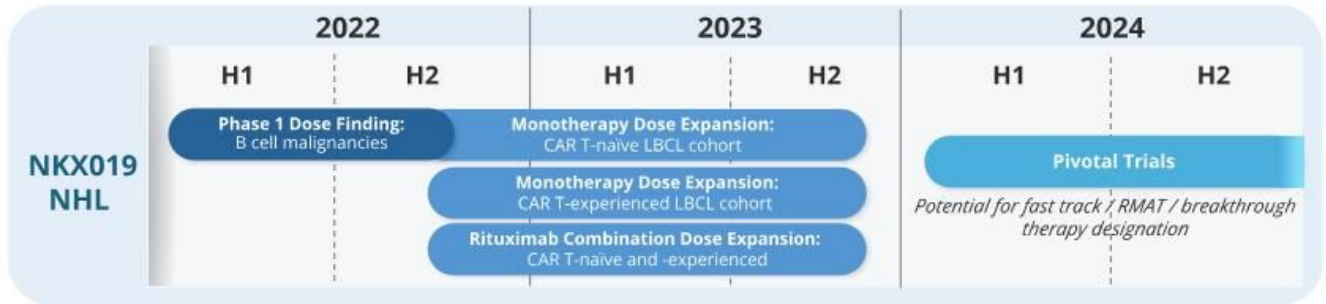 2022
2023
2024
H1
H2
H1
H2
H1
H2
NKX019
NHL
Phase 1 Dose Finding:
B cell malignancies
Monotherapy Dose Expansion:
CAR T-naïve LBCL cohort
Monotherapy Dose Expansion:
CAR T-experienced LBCL cohort
Rituximab Combination Dose Expansion:
CAR T-naïve and -experienced
Pivotal Trials
Potential for fast track / RMAT / breakthrough
therapy designation